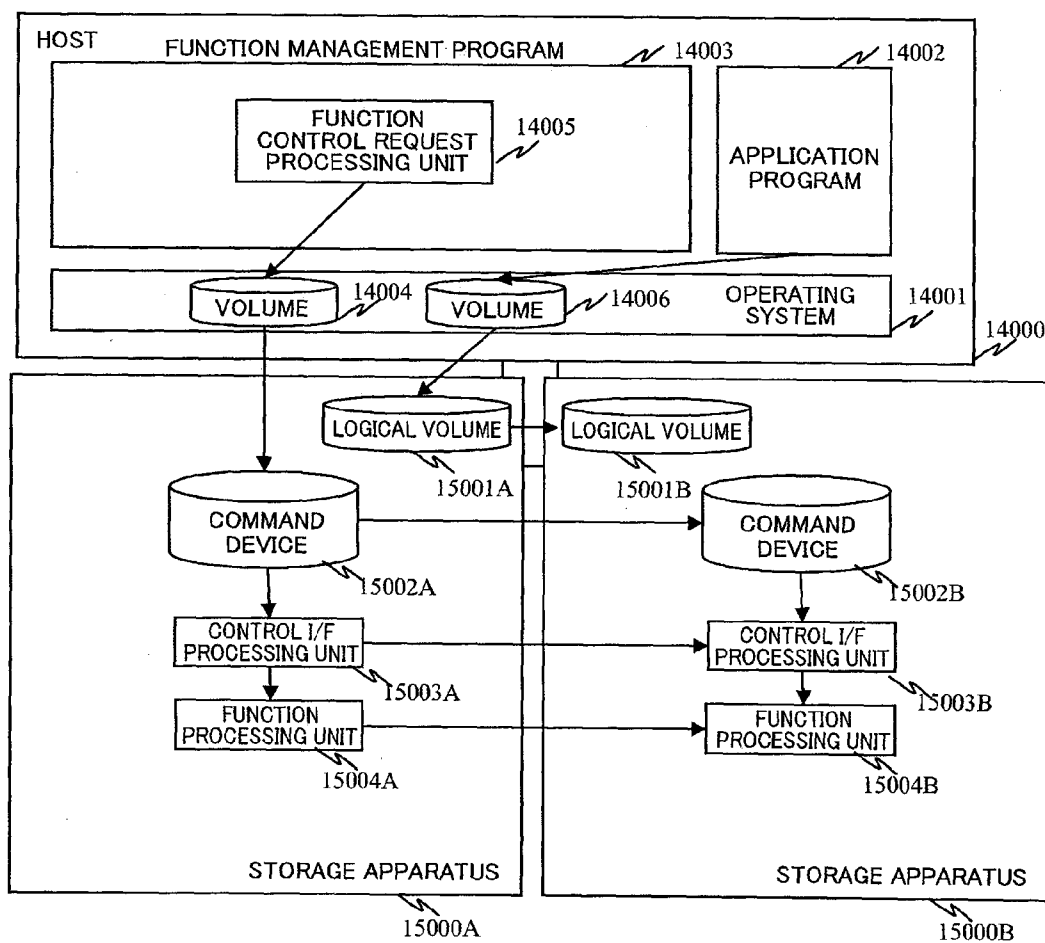 HOST
FUNCTION MANAGEMENT PROGRAM
14003
14002
FUNCTION
CONTROL REQUEST
PROCESSING UNIT
14005
APPLICATION
PROGRAM
VOLUME
14004
VOLUME
14006
OPERATING
SYSTEM
14001
14000
LOGICAL VOLUME
15001A
LOGICAL VOLUME
15001B
COMMAND
DEVICE
15002A
COMMAND
DEVICE
15002B
CONTROL I/F
PROCESSING UNIT
15003A
CONTROL I/F
PROCESSING UNIT
15003B
FUNCTION
PROCESSING UNIT
15004A
FUNCTION
PROCESSING UNIT
15004B
STORAGE APPARATUS
15000A
STORAGE APPARATUS
15000B